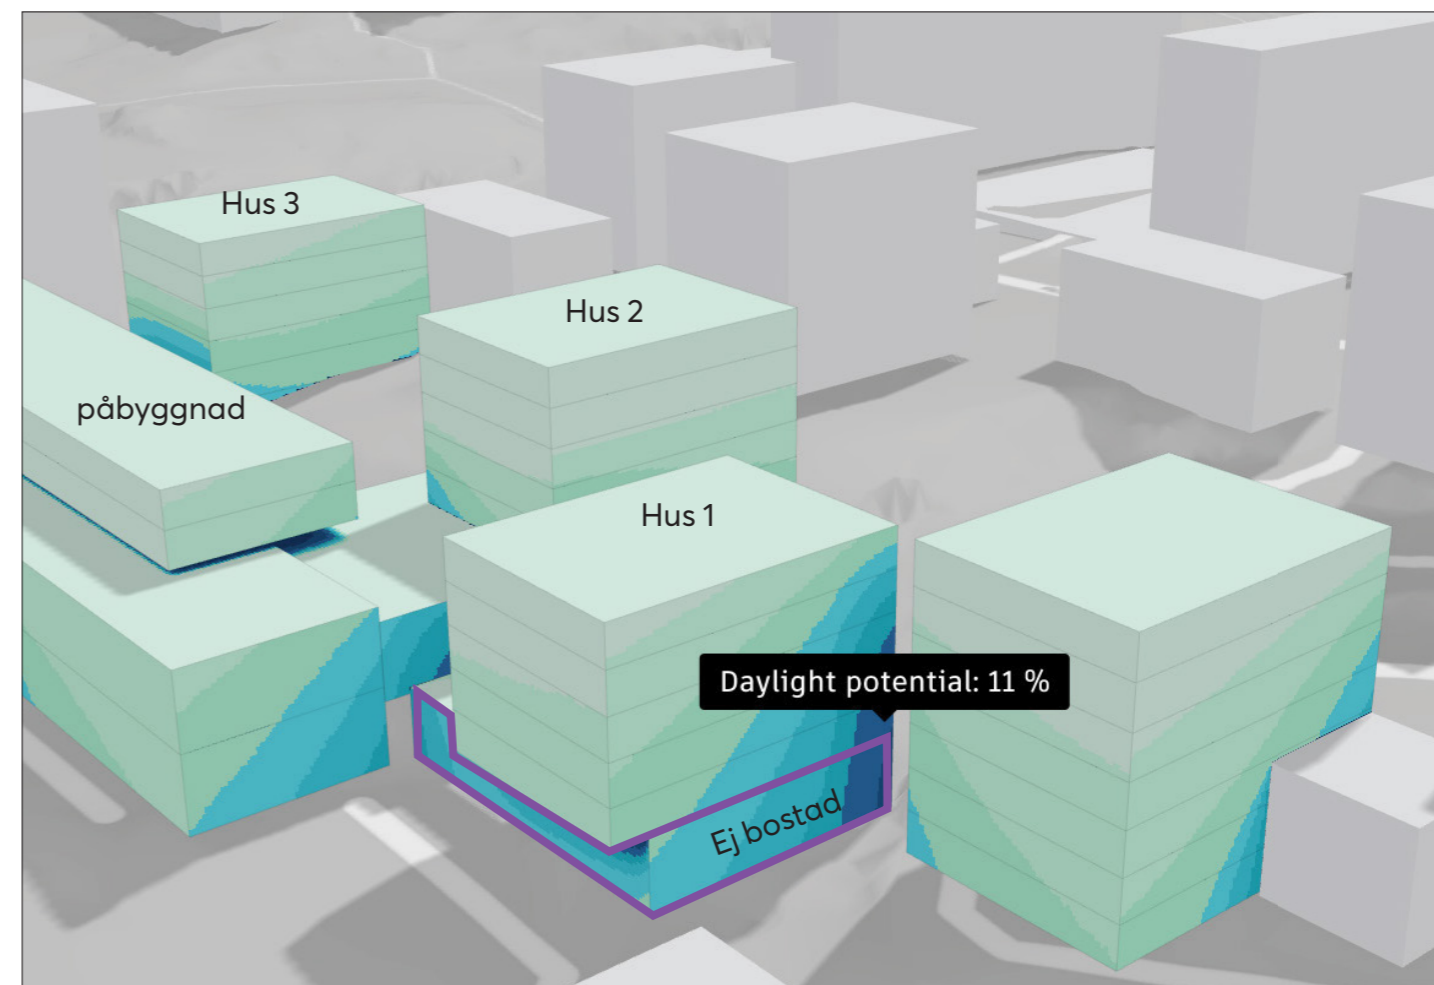 Hus 3
Hus 2
påbyggnad
Hus 1
Daylight potential: 11 %
Ej bostad